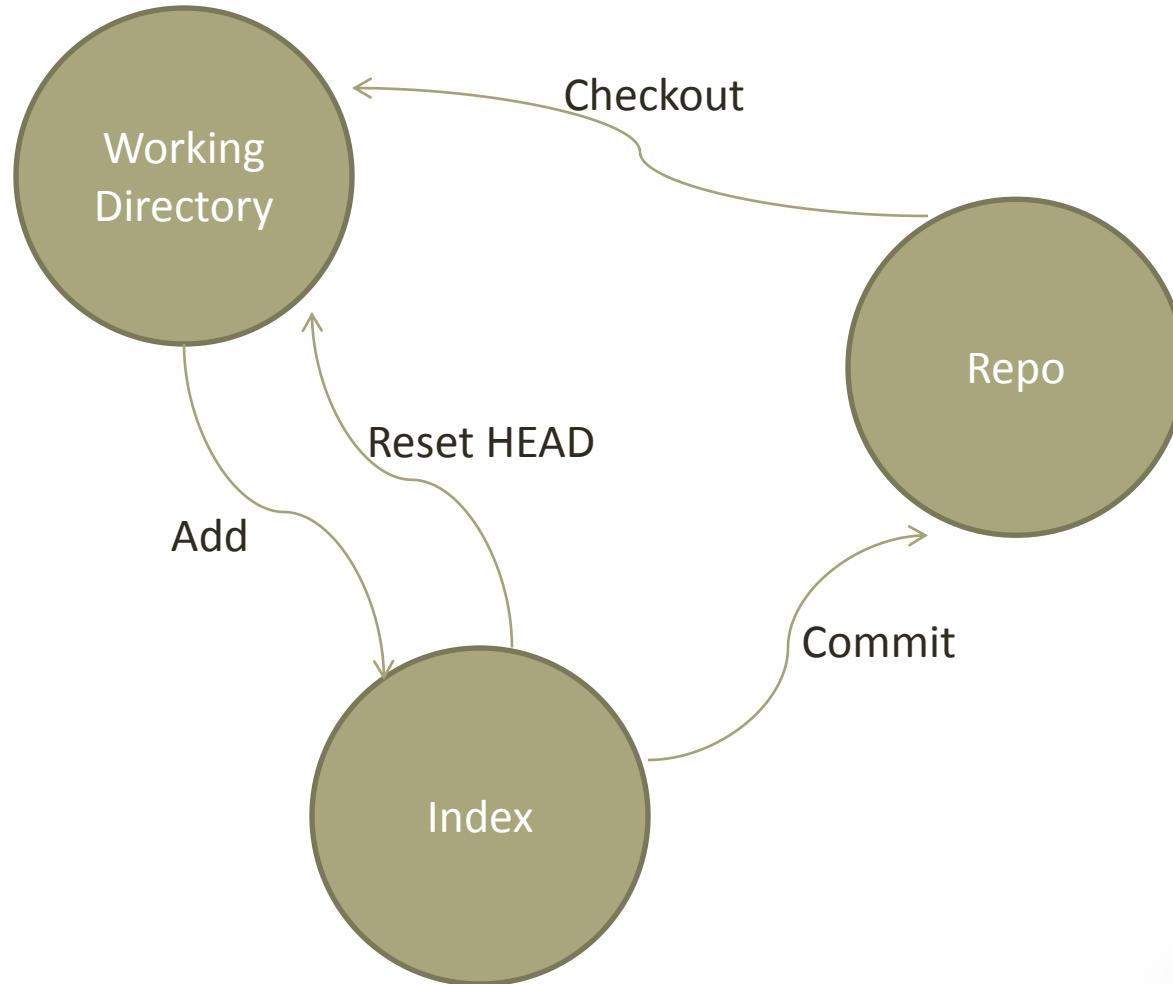 Checkout
Working
Directory
Repo
Reset HEAD
Add
Commit
Index